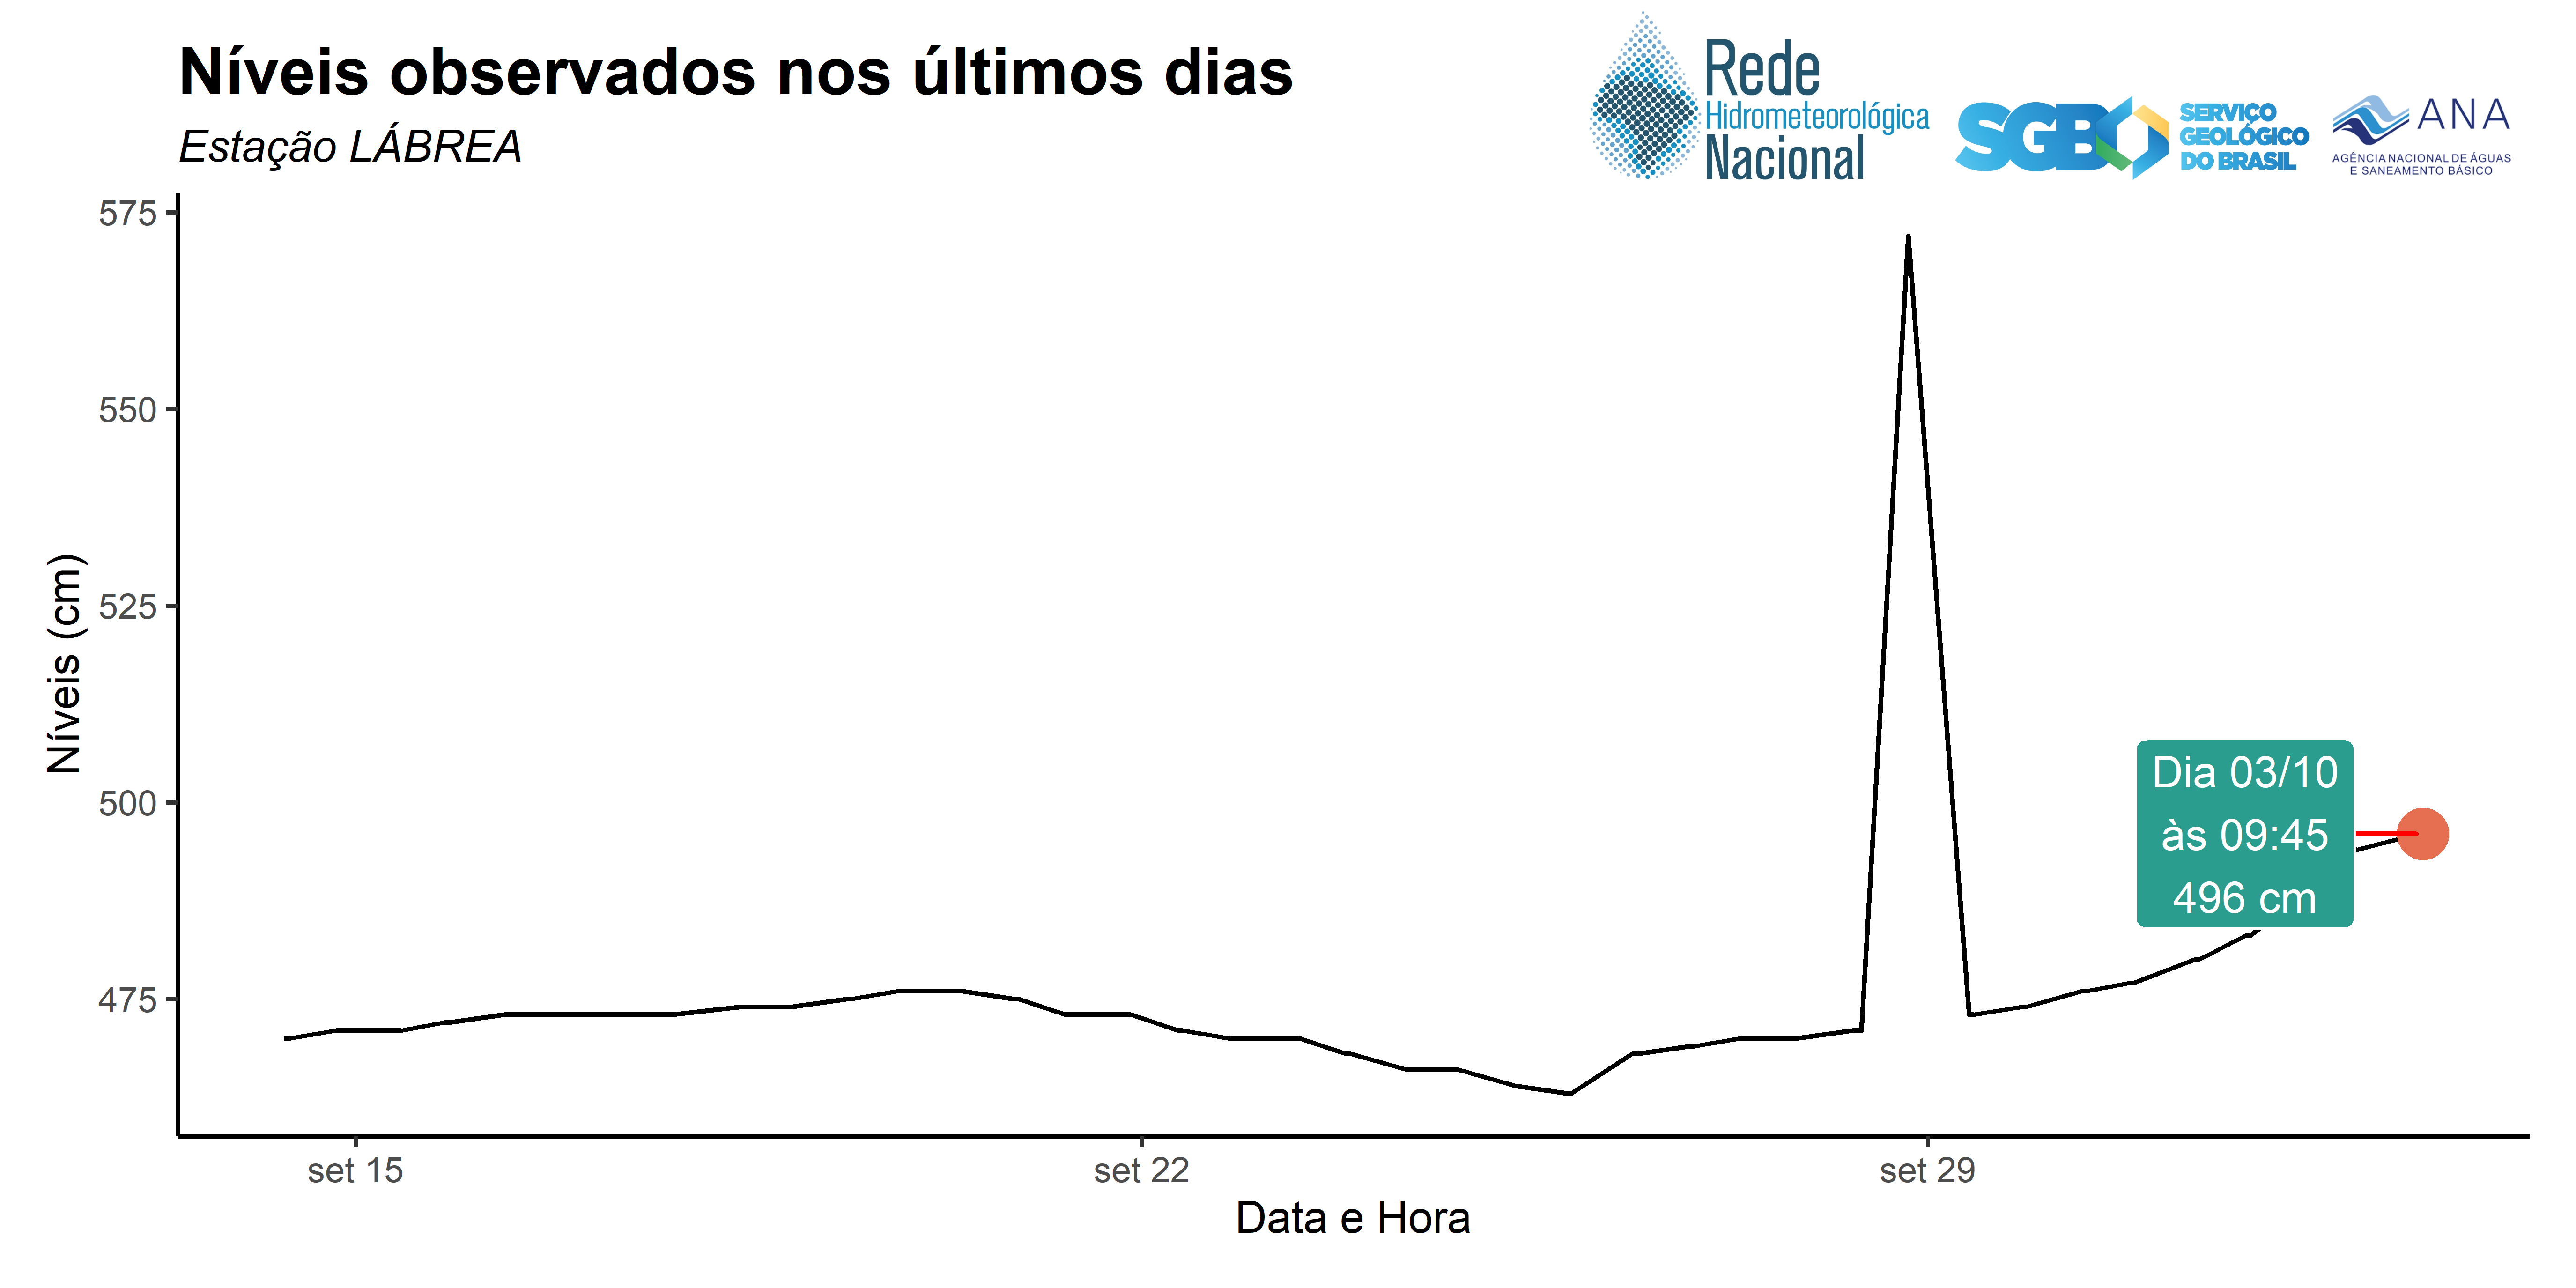 Níveis observados nos últimos dias
Estação LÁBREA
Rede
Hidrometeorológica
Nacional
SGB
SERVIÇO
GEOLÓGICO
DO BRASIL
ANA
AGÊNCIA NACIONAL DE ÁGUAS
E SANEAMENTO BÁSICO
575
550
525
500
475
Níveis (cm)
Dia 03/10
às 09:45
496 cm
set 15
set 22
set 29
Data e Hora